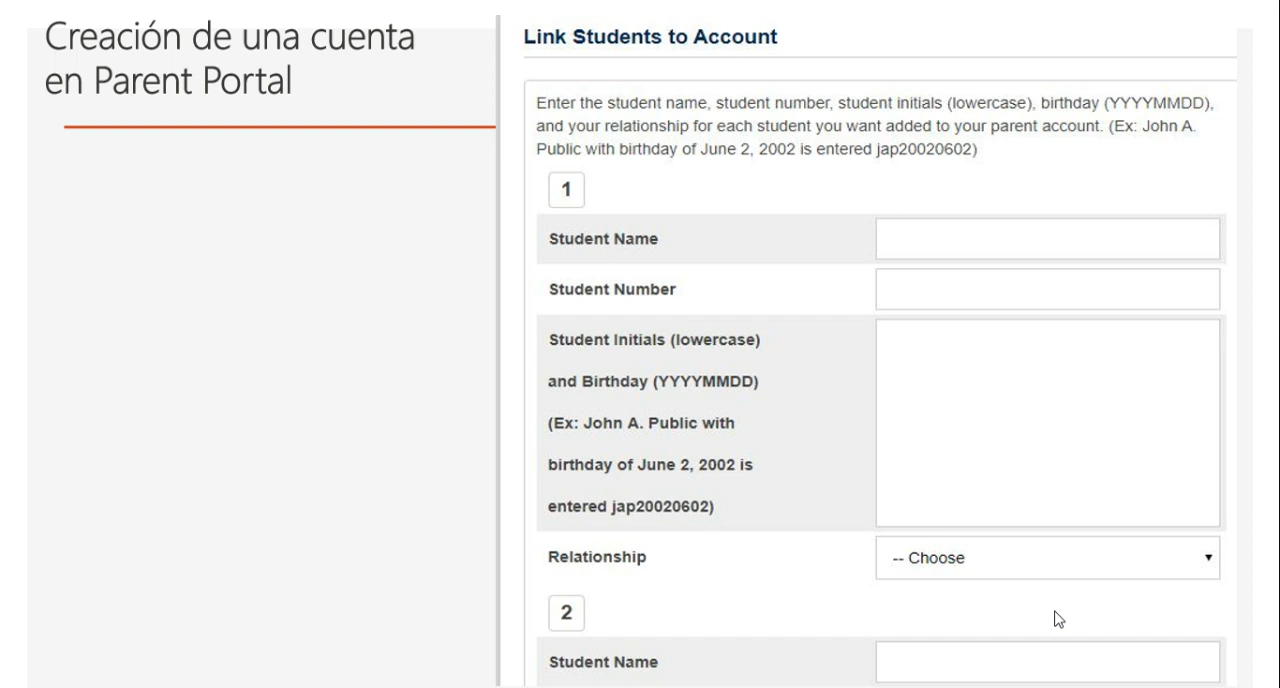 Creación de una cuenta
en Parent Portal
Link Students to Account
Enter the student name, student number, student initials (lowercase), birthday (YYYYMMDD),
and your relationship for each student you want added to your parent account. (Ex: John A.
Public with birthday of June 2, 2002 is entered jap20020602)
1
Student Name
Student Number
Student Initials (lowercase)
and Birthday (YYYYMMDD)
(Ex: John A. Public with
birthday of June 2, 2002 is
entered jap20020602)
Relationship
-- Choose
2
Student Name